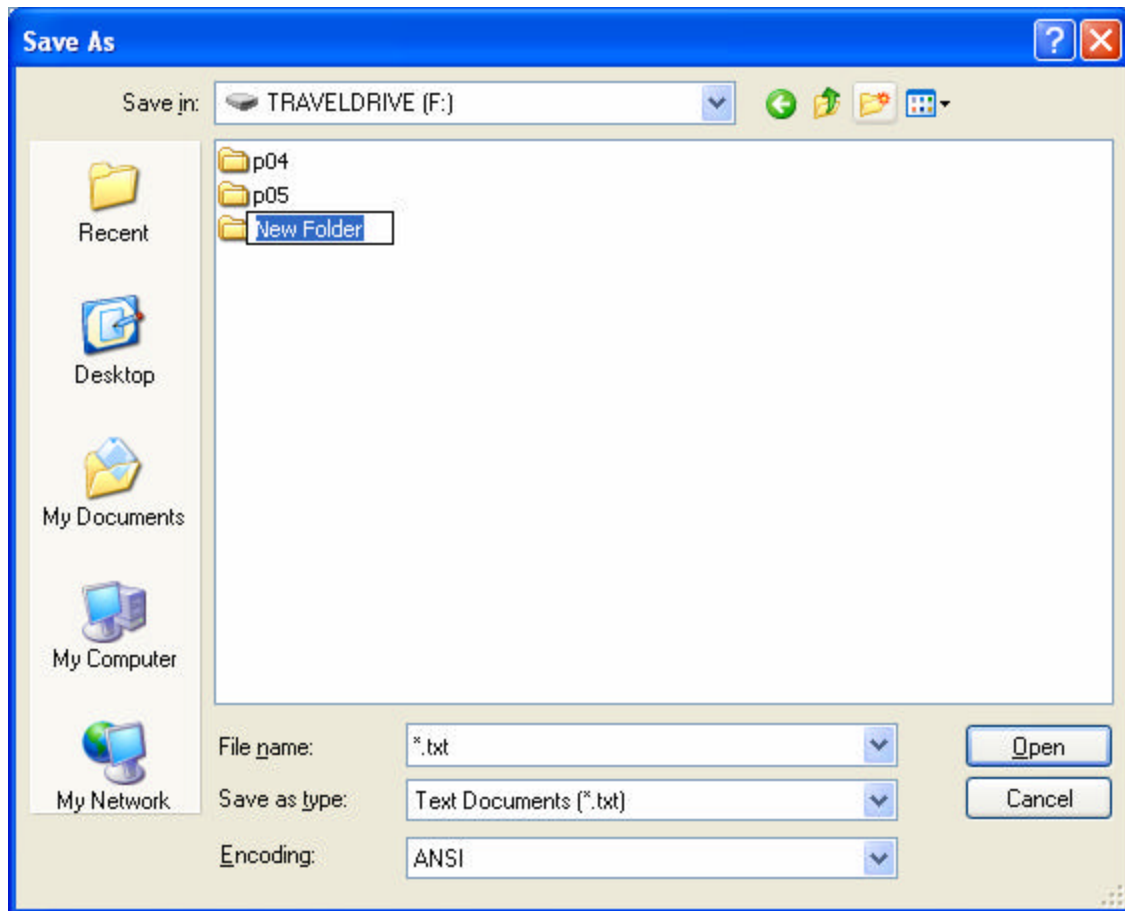 Save As
Save in: TRAVELDRIVE (F:)
p04
p05
New Folder
Recent
Desktop
My Documents
My Computer
My Network
File name: *.txt Open
Save as type: Text Documents (*.txt) Cancel
Encoding: ANSI